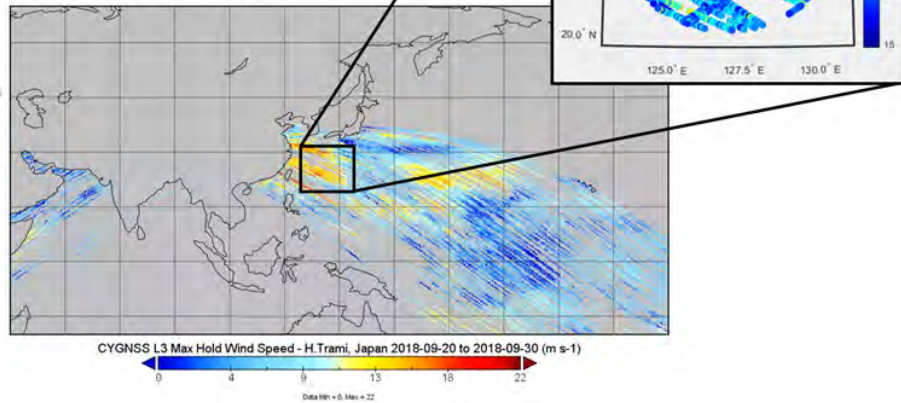 20.0° N
15
125.0° E 127.5° E 130.0° E
CYGNSS L3 Max Hold Wind Speed - H.Trami, Japan 2018-09-20 to 2018-09-30 (m s-1)
0 4 9 13 18 22
Data Min = 0, Max = 22